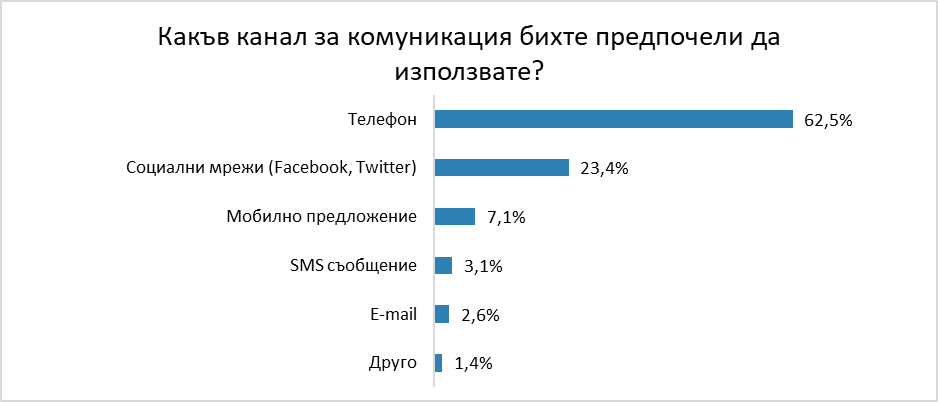 Какъв канал за комуникация бихте предпочели да
използвате?
Телефон 62,5%
Социални мрежи (Facebook, Twitter) 23,4%
Мобилно предложение 7,1%
SMS съобщение 3,1%
E-mail 2,6%
Друго 1,4%